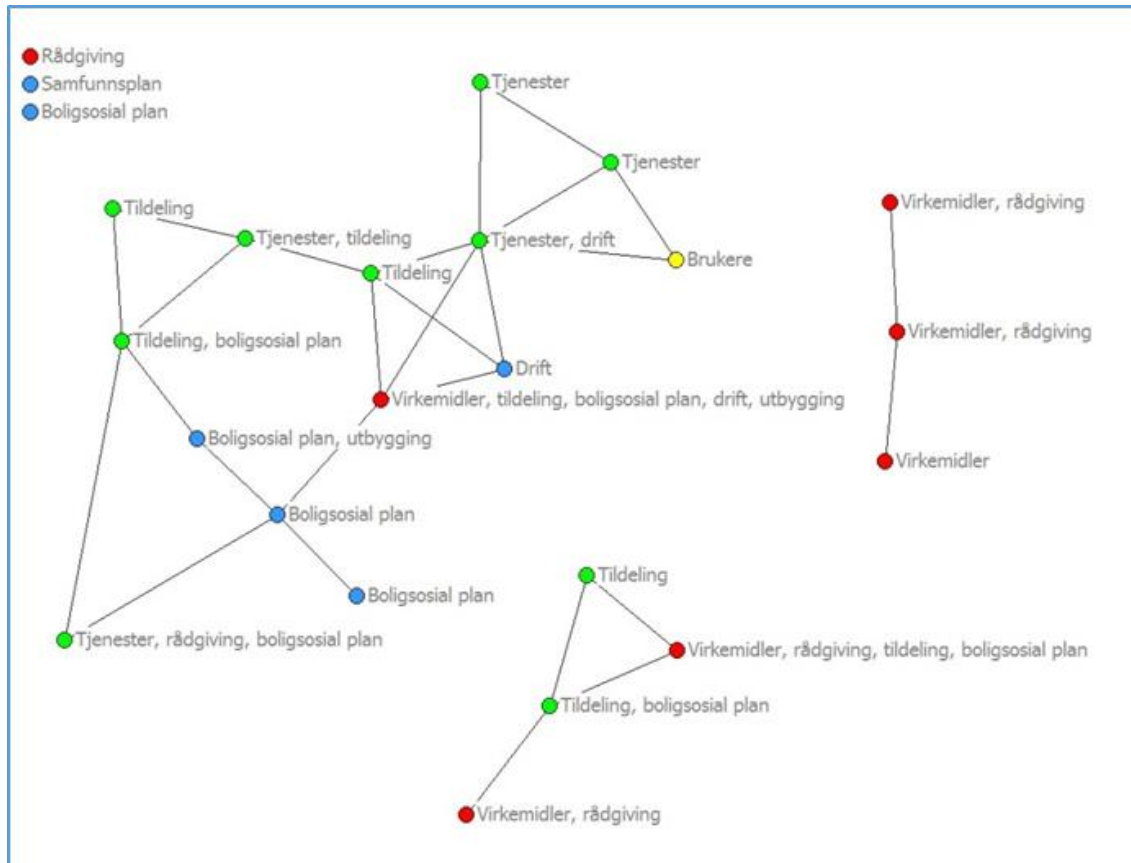 Rådgiving
Samfunnsplan
Boligsosial plan
Tjenester
Tjenester
Virkemidler, rådgiving
Tildeling
Tjenester, tildeling
Tjenester, drift
Brukere
Tildeling
Virkemidler, rådgiving
Tildeling, boligsosial plan
Drift
Virkemidler, tildeling, boligsosial plan, drift, utbygging
Boligsosial plan, utbygging
Virkemidler
Boligsosial plan
Tildeling
Boligsosial plan
Tjenester, rådgiving, boligsosial plan
Virkemidler, rådgiving, tildeling, boligsosial plan
Tildeling, boligsosial plan
Virkemidler, rådgiving